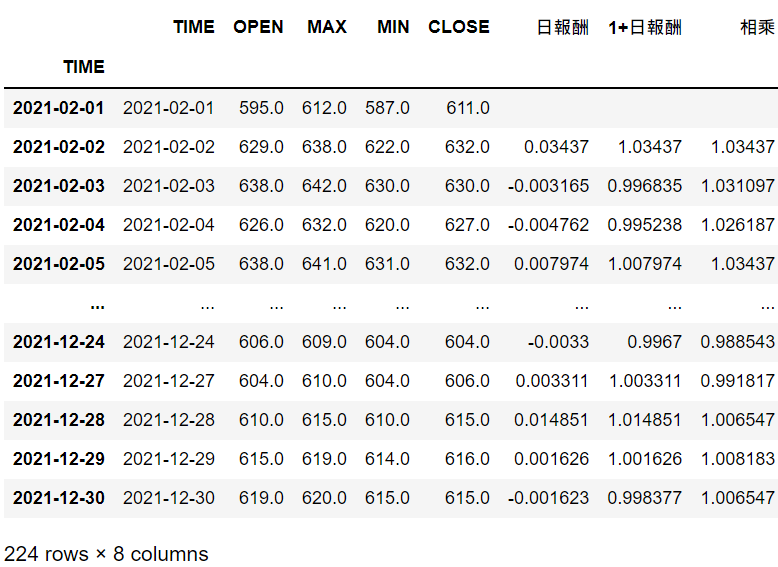 TIME OPEN MAX MIN CLOSE 日報酬 1+日報酬 相乘
TIME
2021-02-01 2021-02-01 595.0 612.0 587.0 611.0
2021-02-02 2021-02-02 629.0 638.0 622.0 632.0 0.03437 1.03437 1.03437
2021-02-03 2021-02-03 638.0 642.0 630.0 630.0 -0.003165 0.996835 1.031097
2021-02-04 2021-02-04 626.0 632.0 620.0 627.0 -0.004762 0.995238 1.026187
2021-02-05 2021-02-05 638.0 641.0 631.0 632.0 0.007974 1.007974 1.03437
... ... ... ... ... ... ... ... ...
2021-12-24 2021-12-24 606.0 609.0 604.0 604.0 -0.0033 0.9967 0.988543
2021-12-27 2021-12-27 604.0 610.0 604.0 606.0 0.003311 1.003311 0.991817
2021-12-28 2021-12-28 610.0 615.0 610.0 615.0 0.014851 1.014851 1.006547
2021-12-29 2021-12-29 615.0 619.0 614.0 616.0 0.001626 1.001626 1.008183
2021-12-30 2021-12-30 619.0 620.0 615.0 615.0 -0.001623 0.998377 1.006547
224 rows × 8 columns